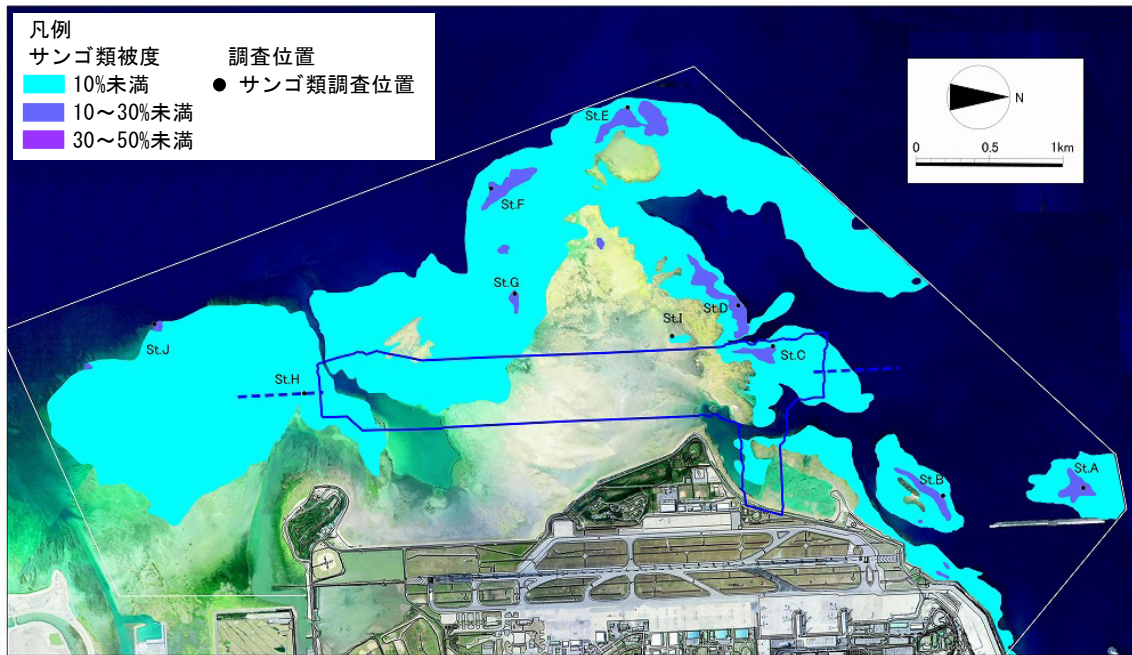 凡例
サンゴ類被度
調査位置
10%未満
● サンゴ類調査位置
10～30%未満
30～50%未満
N
0 0.5 1km
St.E
St.F
St.G
St.D
St.I
St.J
St.C
St.H
St.B
St.A